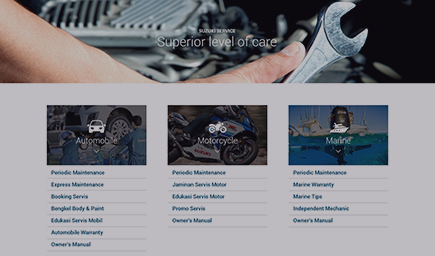 SUZUKI SERVICE
Superior level of care
Automobile
Periodic Maintenance
Express Maintenance
Booking Servis
Bengkel Body & Paint
Edukasi Servis Mobil
Automobile Warranty
Owner's Manual
Motorcycle
Periodic Maintenance
Jaminan Servis Motor
Edukasi Servis Motor
Promo Servis
Owner's Manual
Marine
Periodic Maintenance
Marine Warranty
Marine Tips
Independent Mechanic
Owner's Manual